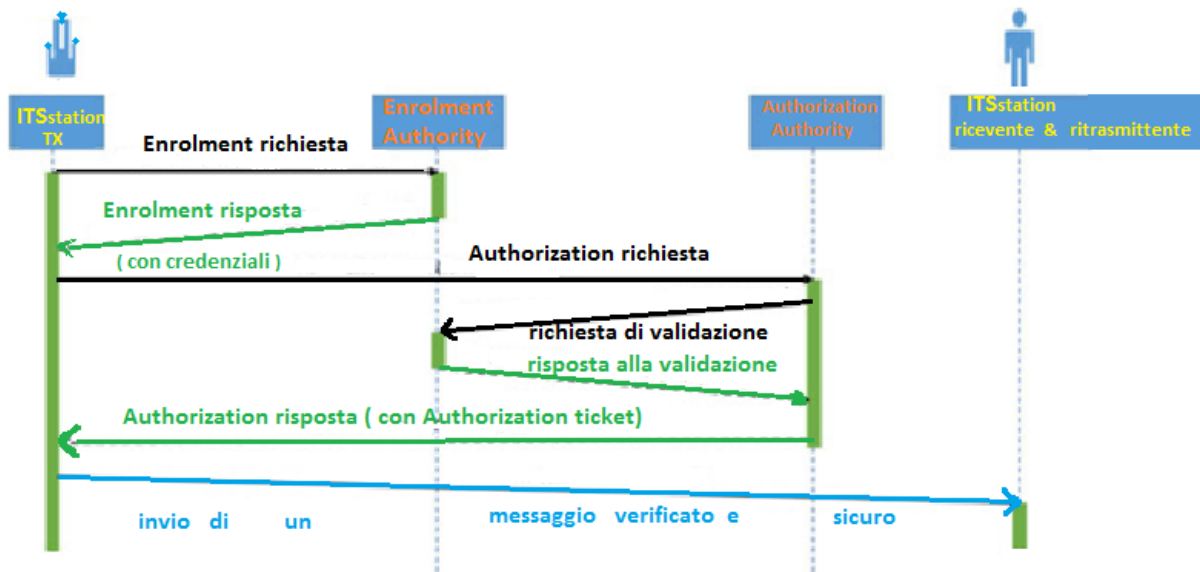 ITSstation
TX
Enrolment
Authority
Authorization
Authority
ITSstation
ricevente & ritrasmittente
Enrolment richiesta
Enrolment risposta
( con credenziali )
Authorization richiesta
richiesta di validazione
risposta alla validazione
Authorization risposta ( con Authorization ticket)
invio di un messaggio verificato e sicuro